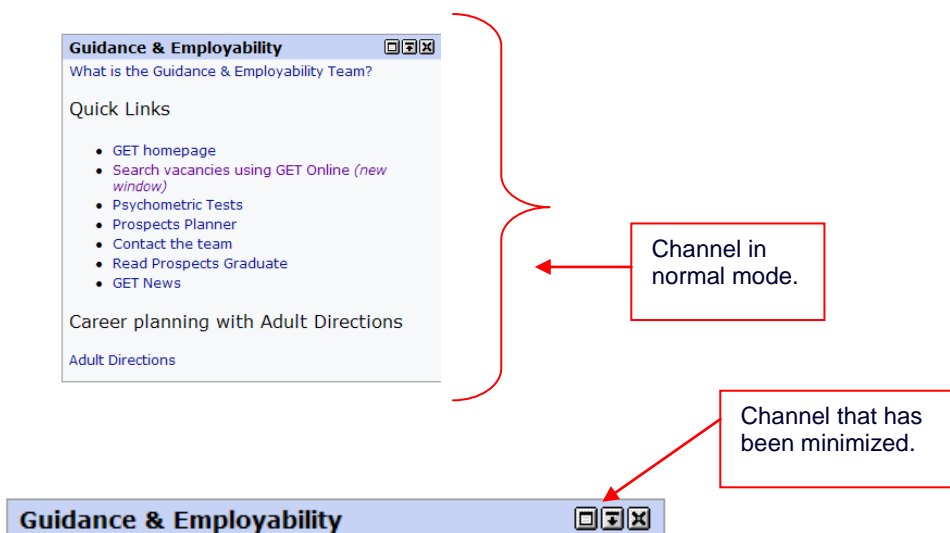 Guidance & Employability
What is the Guidance & Employability Team?
Quick Links
GET homepage
Search vacancies using GET Online (new
window)
Psychometric Tests
Prospects Planner
Contact the team
Read Prospects Graduate
GET News
Career planning with Adult Directions
Adult Directions
Channel in
normal mode.
Channel that has
been minimized.
Guidance & Employability